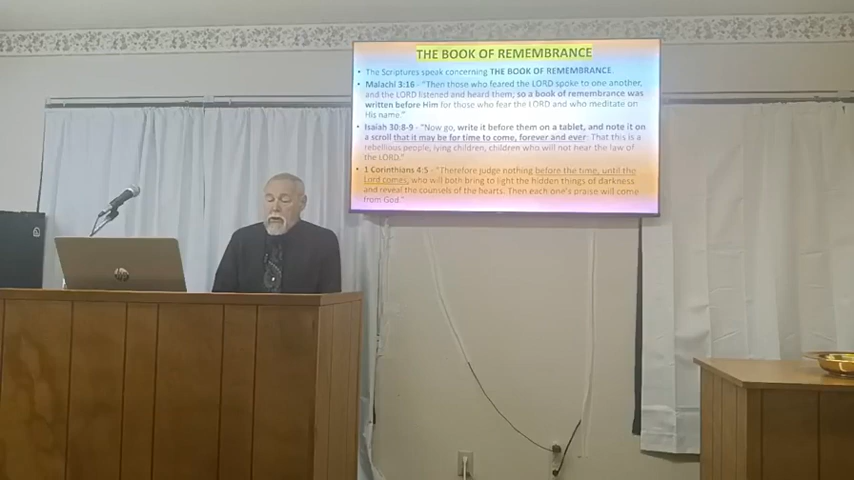 THE BOOK OF REMEMBRANCE
• The Scriptures speak concerning THE BOOK OF REMEMBRANCE.
• Malachi 3:16 - "Then those who feared the LORD spoke to one another,
and the LORD listened and heard them; so a book of remembrance was
written before Him for those who fear the LORD and who meditate on
His name."
• Isaiah 30:8-9 - "Now go, write it before them on a tablet, and note it on
a scroll that it may be for time to come, forever and ever: That this is a
rebellious people, lying children, children who will not hear the law of
the LORD."
• 1 Corinthians 4:5 - "Therefore judge nothing before the time, until the
Lord comes, who will both bring to light the hidden things of darkness
and reveal the counsels of the hearts. Then each one's praise will come
from God."
hp